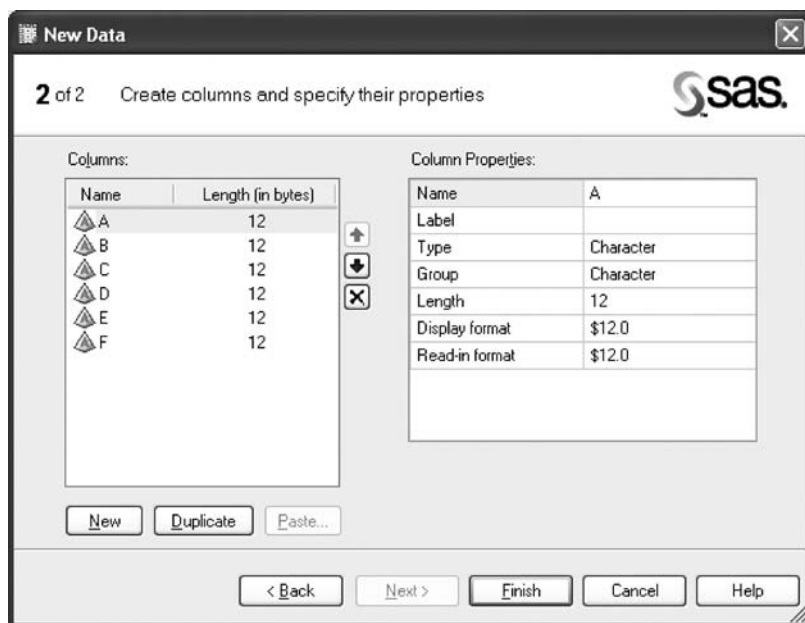 New Data
2 of 2 Create columns and specify their properties
sas.
TM
Columns:
Name Length (in bytes)
A 12
B 12
C 12
D 12
E 12
F 12
New Duplicate Paste...
Column Properties:
Name A
Label
Type Character
Group Character
Length 12
Display format $12.0
Read-in format $12.0
< Back Next > Finish Cancel Help